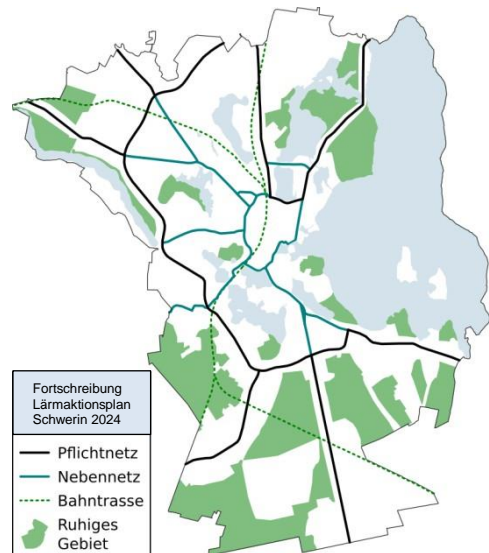 Fortschreibung
Lärmaktionsplan
Schwerin 2024
Pflichtnetz
Nebennetz
Bahntrasse
Ruhiges
Gebiet